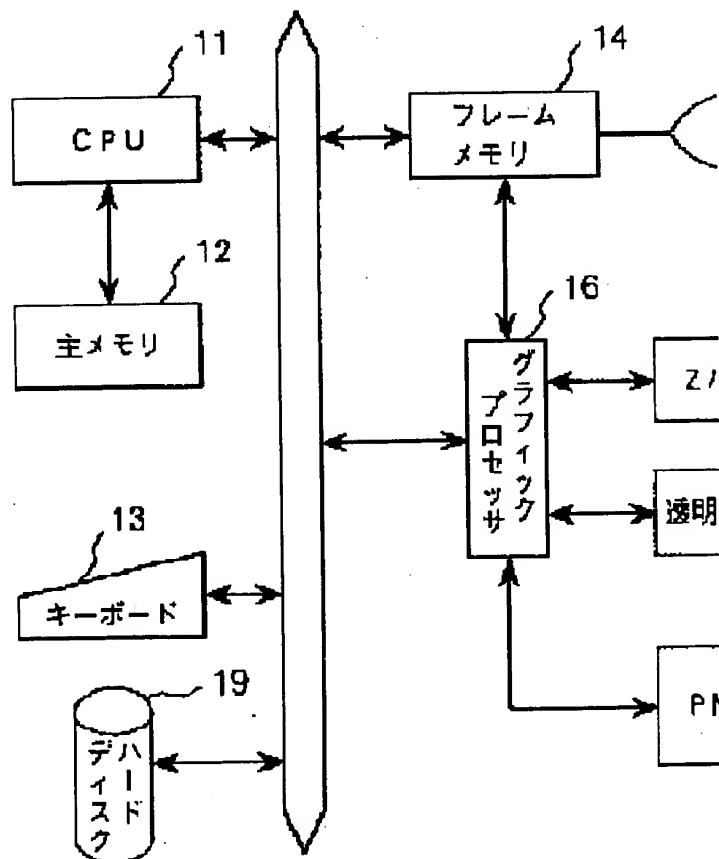 11
CPU
12
主メモリ
13
キーボード
19
ハード
ディスク
14
フレーム
メモリ
16
グラフィック
プロセッサ
透明